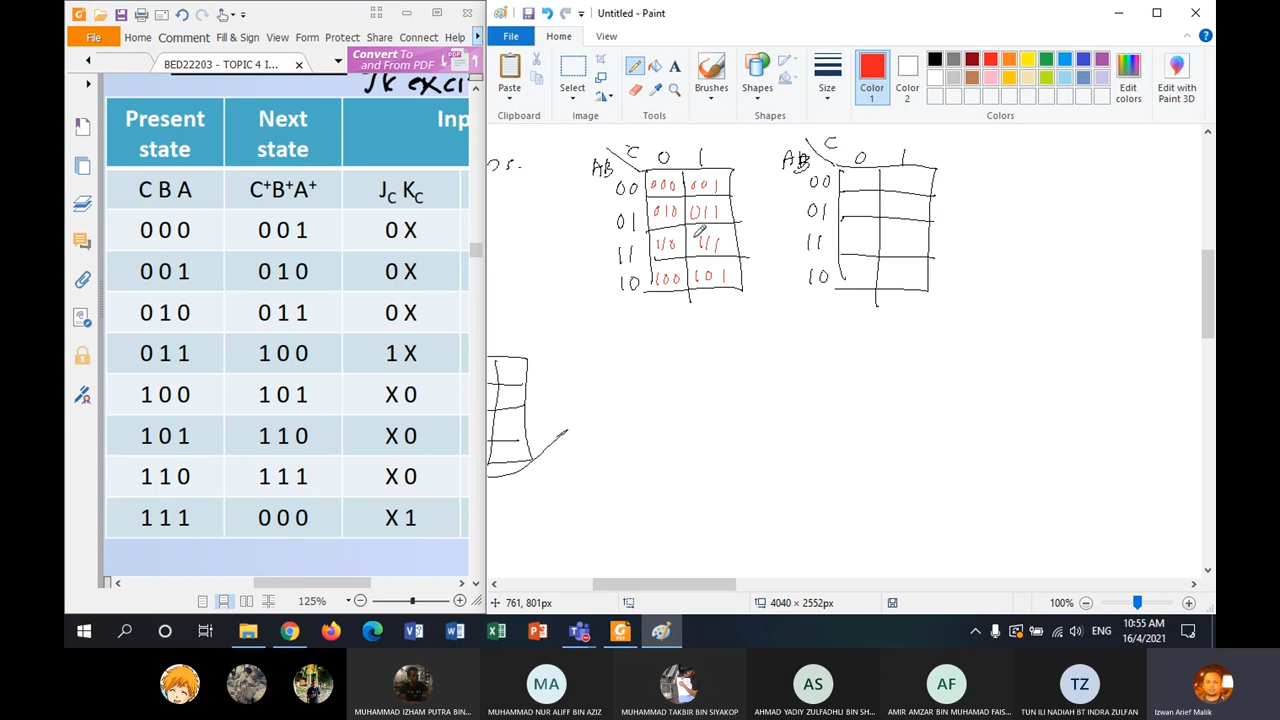 Untitled - Paint
File
Home
Comment
Fill & Sign
View
Form
Protect
Share
Connect
Help
Convert To
and From PDF
BED22203 - TOPIC 4 I...
JK exci
Present state
Next state
Inp
C B A
C+B+A+
JC KC
0 0 0
0 0 1
0 X
0 0 1
0 1 0
0 X
0 1 0
0 1 1
0 X
0 1 1
1 0 0
1 X
1 0 0
1 0 1
X 0
1 0 1
1 1 0
X 0
1 1 0
1 1 1
X 0
1 1 1
0 0 0
X 1
125%
File
Home
View
Paste
Select
Brushes
Shapes
Size
Color 1
Color 2
Edit colors
Edit with Paint 3D
Clipboard
Image
Tools
Shapes
Colors
os.
C
AB
0 1
00 000 001
01 010 011
11 110 111
10 100 101
C
AB
0 1
00
01
11
10
761, 801px
4040 × 2552px
100%
ENG
10:55 AM
16/4/2021
MUHAMMAD IZHAM PUTRA BIN...
MA
MUHAMMAD NUR ALIFF BIN AZIZ
MUHAMMAD TAKBIR BIN SIYAKOP
AS
AHMAD YADIY ZULFADHLI BIN SH...
AF
AMIR AMZAR BIN MUHAMAD FAIS...
TZ
TUN ILI NADIAH BT INDRA ZULFAN
Izwan Arief Malik